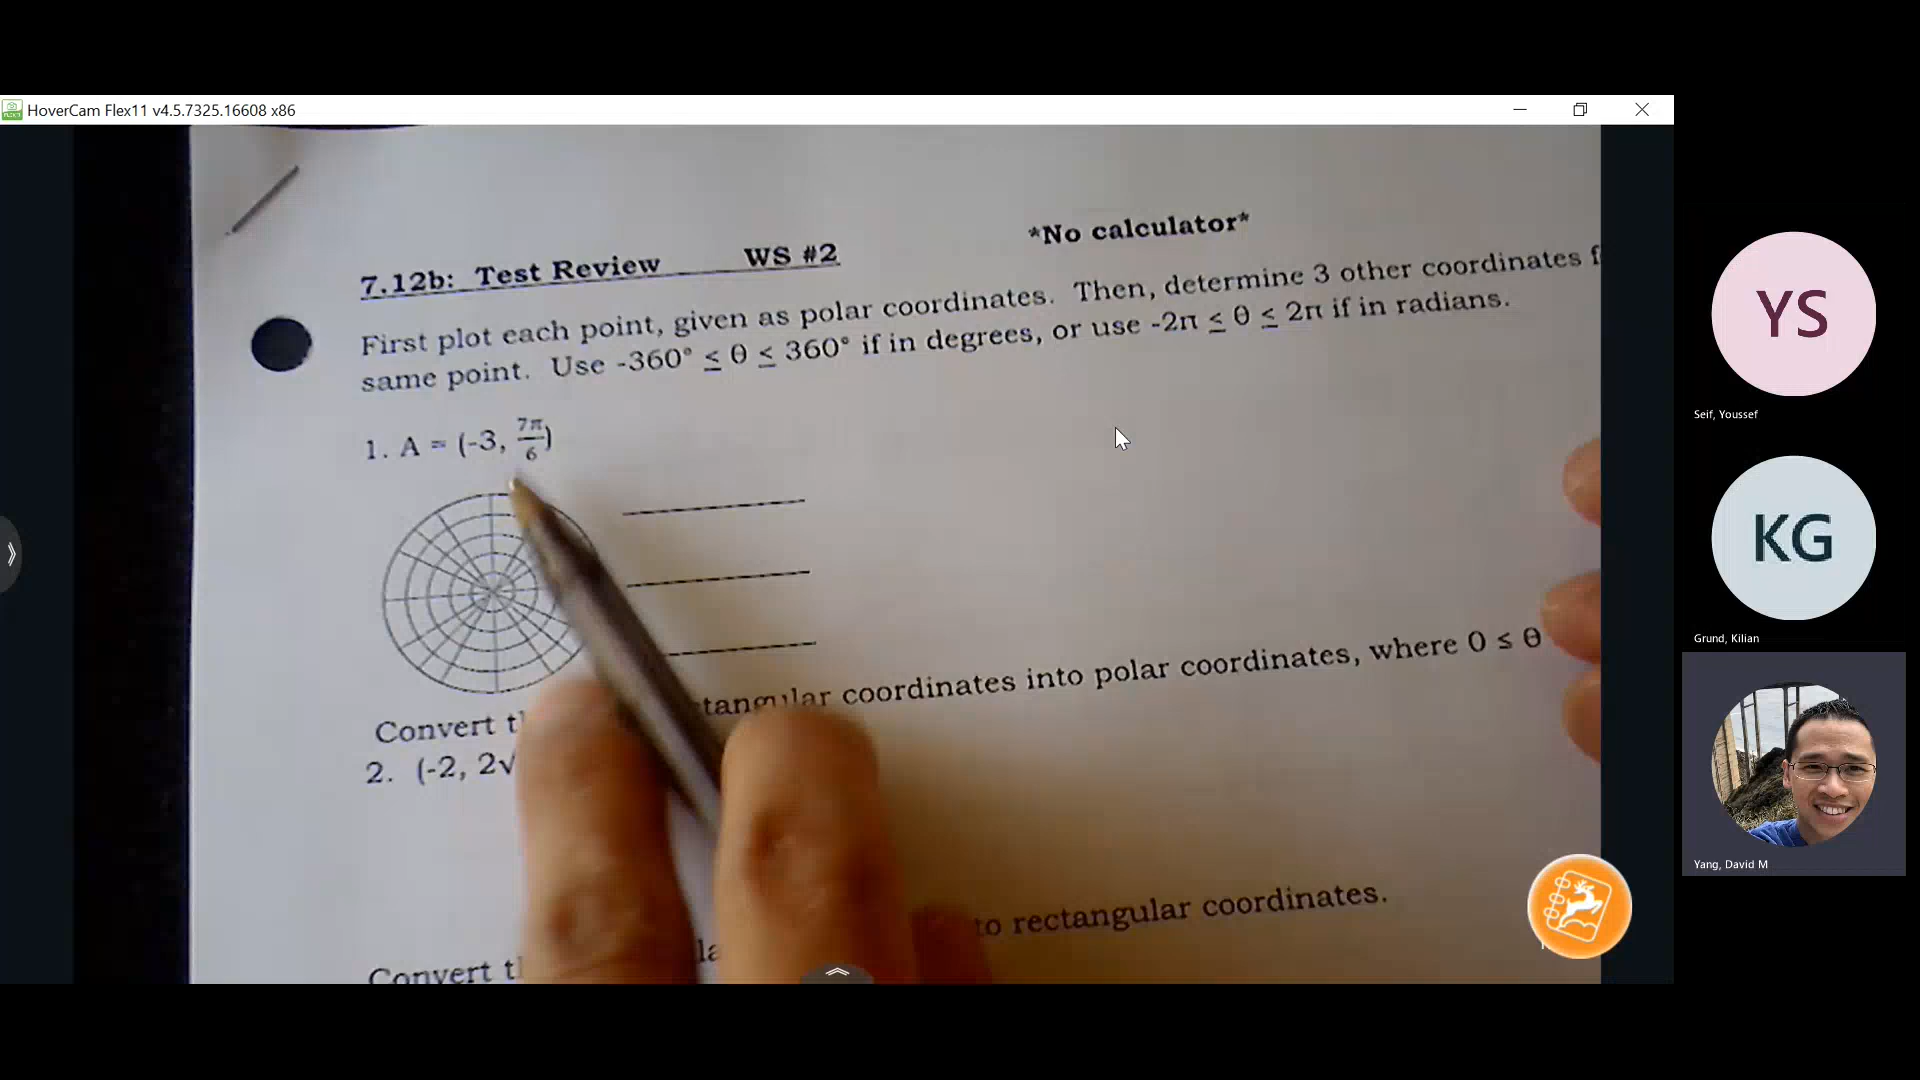 HoverCam Flex11 v4.5.7325.16608 x86
*No calculator*
7.12b: Test Review WS #2
First plot each point, given as polar coordinates. Then, determine 3 other coordinates f
same point. Use -360° ≤ θ ≤ 360° if in degrees, or use -2π ≤ θ ≤ 2π if in radians.
1. A = (-3, 7π/6)
Convert t tangular coordinates into polar coordinates, where 0 ≤ θ
2. (-2, 2√
Convert t la to rectangular coordinates.
YS
Seif, Youssef
KG
Grund, Kilian
Yang, David M